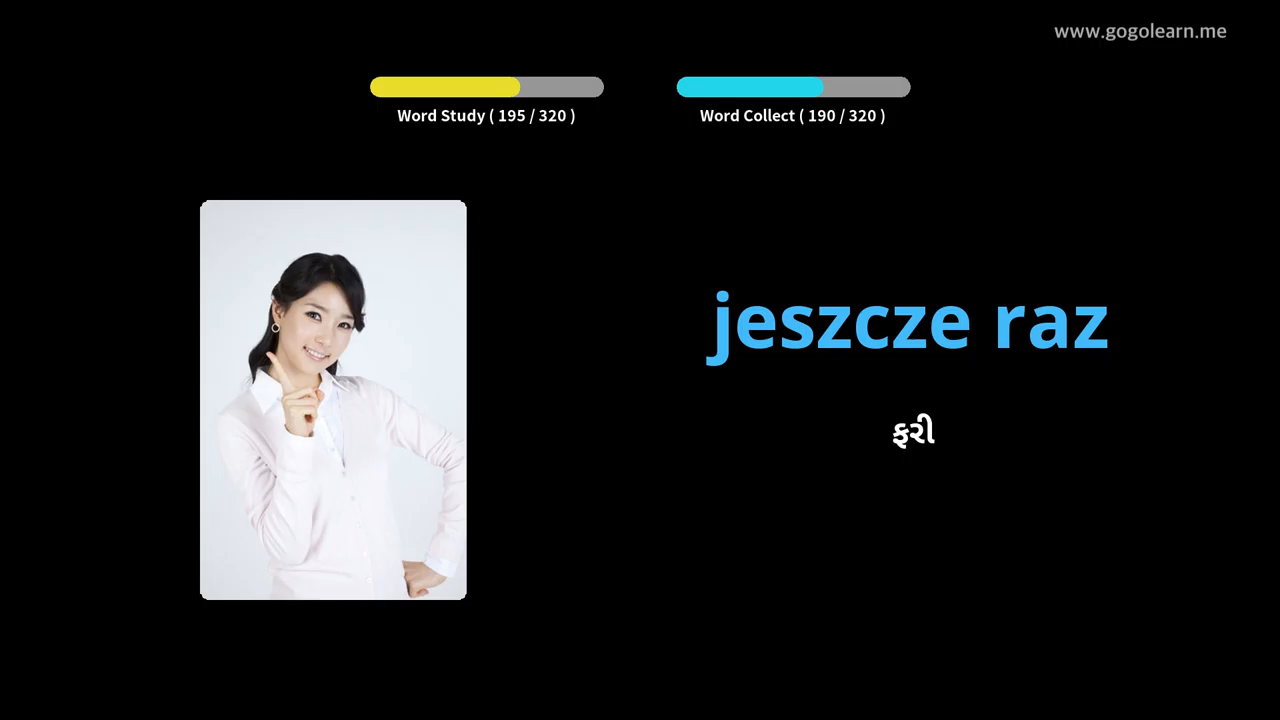 www.gogolearn.me
Word Study ( 195 / 320 )
Word Collect ( 190 / 320 )
jeszcze raz
ફરી